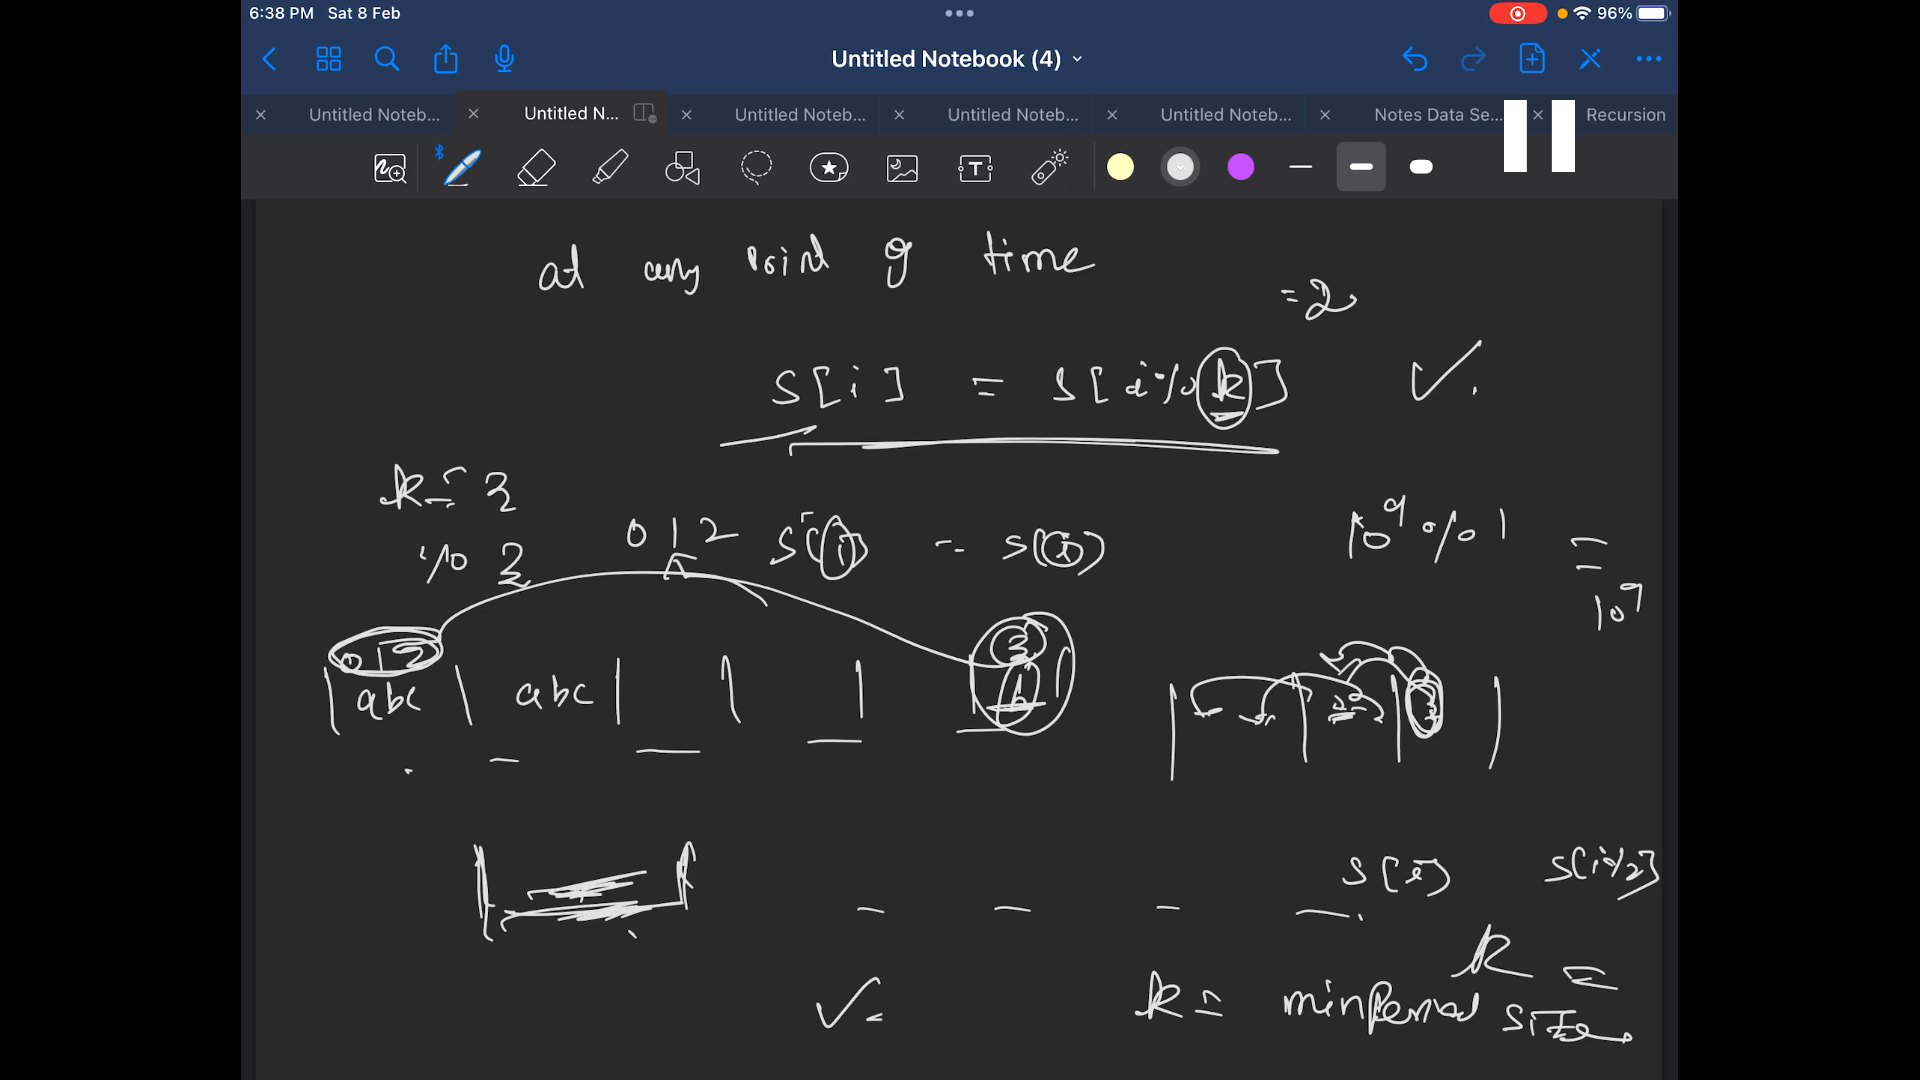 6:38 PM Sat 8 Feb
96%
Untitled Notebook (4)
Untitled Noteb... Untitled N... Untitled Noteb... Untitled Noteb... Untitled Noteb... Notes Data Se... Recursion
at any point of time
= 2
S[i] = S[i % k]
k = 3
0 1 2 S(i) = S(i)
10^9 % 1 = 10^9
% 3
0 1 2
abc abc
S[i] S[i%2]
k =
k = minPeriod size